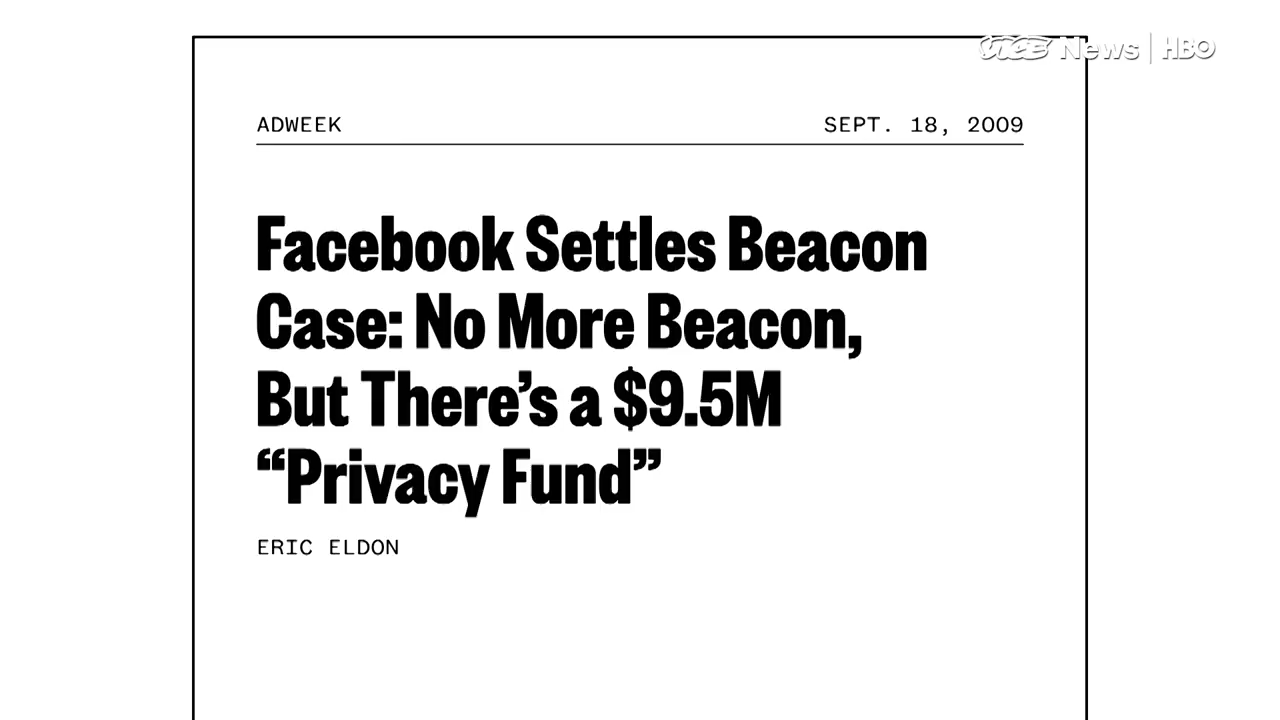 VICE News | HBO
ADWEEK SEPT. 18, 2009
Facebook Settles Beacon
Case: No More Beacon,
But There’s a $9.5M
“Privacy Fund”
ERIC ELDON